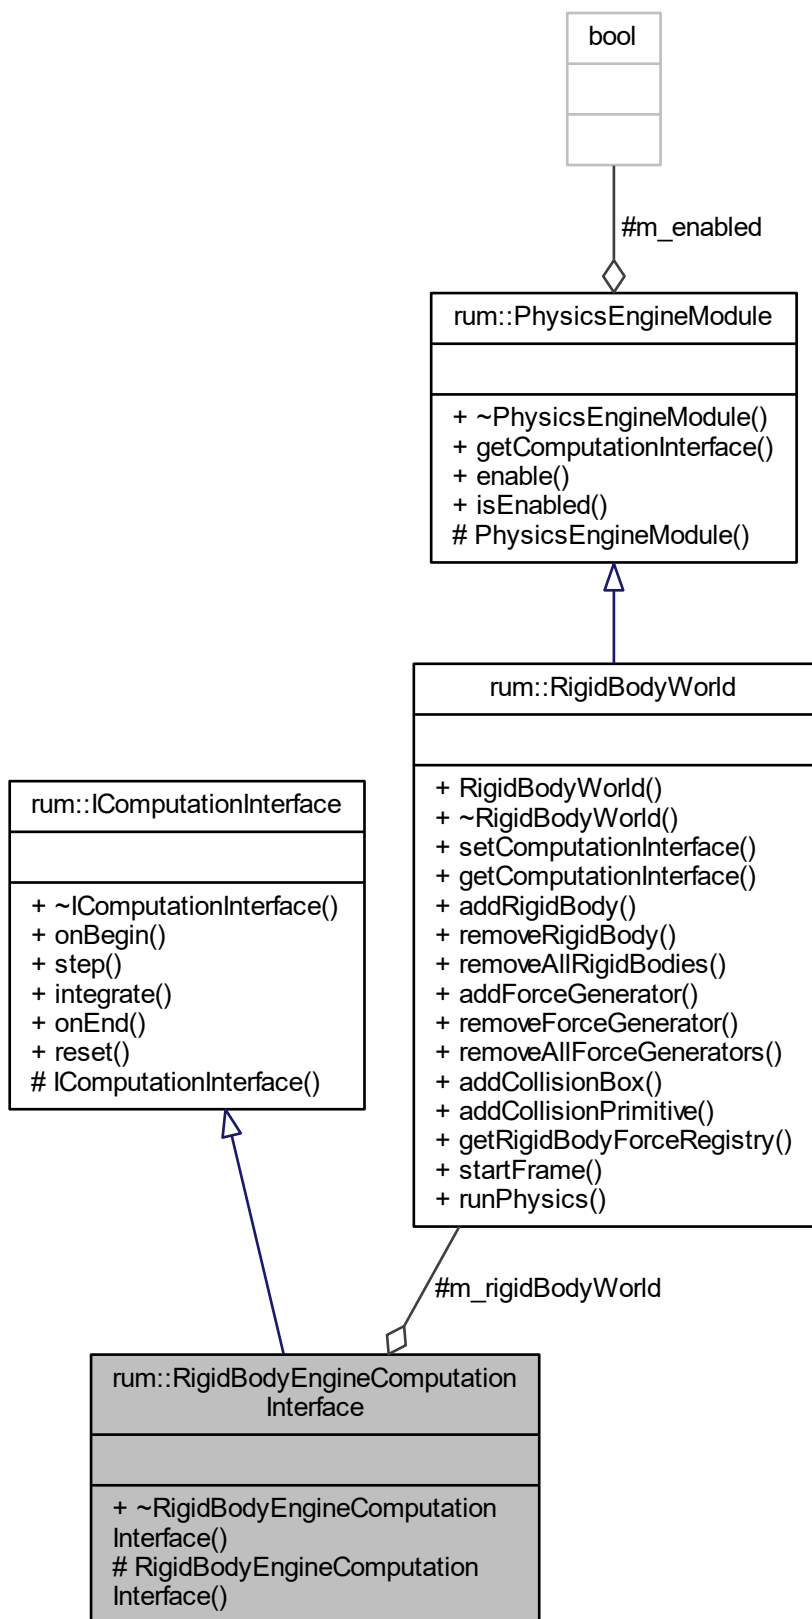 bool
#m_enabled
rum::PhysicsEngineModule
+ ~PhysicsEngineModule()
+ getComputationInterface()
+ enable()
+ isEnabled()
# PhysicsEngineModule()
rum::RigidBodyWorld
+ RigidBodyWorld()
+ ~RigidBodyWorld()
+ setComputationInterface()
+ getComputationInterface()
+ addRigidBody()
+ removeRigidBody()
+ removeAllRigidBodies()
+ addForceGenerator()
+ removeForceGenerator()
+ removeAllForceGenerators()
+ addCollisionBox()
+ addCollisionPrimitive()
+ getRigidBodyForceRegistry()
+ startFrame()
+ runPhysics()
rum::IComputationInterface
+ ~IComputationInterface()
+ onBegin()
+ step()
+ integrate()
+ onEnd()
+ reset()
# IComputationInterface()
#m_rigidBodyWorld
rum::RigidBodyEngineComputation
Interface
+ ~RigidBodyEngineComputation
Interface()
# RigidBodyEngineComputation
Interface()